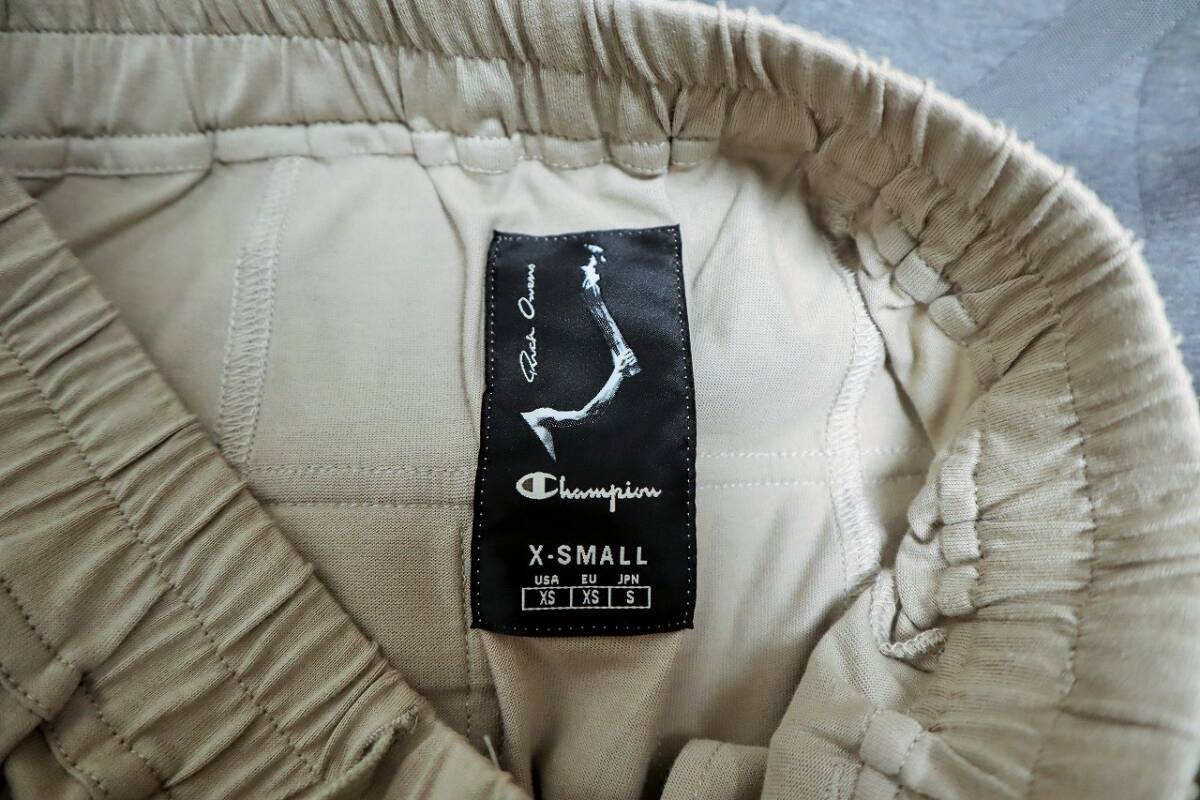 Rick Owens
Champion
X-SMALL
USA EU JPN
XS XS S